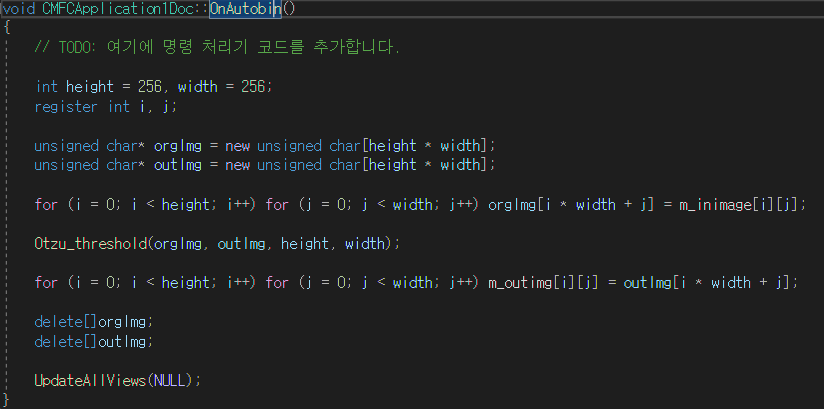 void CMFCApplication1Doc::OnAutobin()
{
// TODO: 여기에 명령 처리기 코드를 추가합니다.
int height = 256, width = 256;
register int i, j;
unsigned char* orgImg = new unsigned char[height * width];
unsigned char* outImg = new unsigned char[height * width];
for (i = 0; i < height; i++) for (j = 0; j < width; j++) orgImg[i * width + j] = m_inimage[i][j];
Otzu_threshold(orgImg, outImg, height, width);
for (i = 0; i < height; i++) for (j = 0; j < width; j++) m_outimg[i][j] = outImg[i * width + j];
delete[]orgImg;
delete[]outImg;
UpdateAllViews(NULL);
}